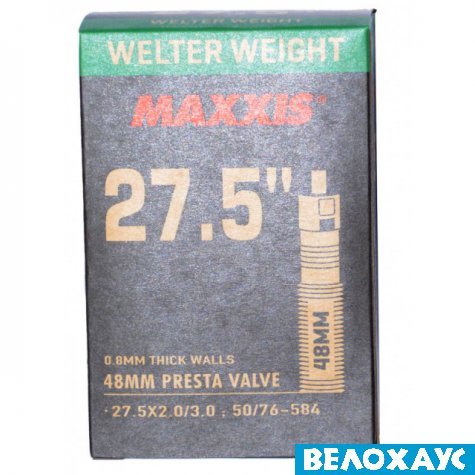 WELTER WEIGHT
MAXXIS®
27.5"
48MM
0.8MM THICK WALLS
48MM PRESTA VALVE
·27.5X2.0/3.0 ; 50/76-584
ВЕЛОХАУС